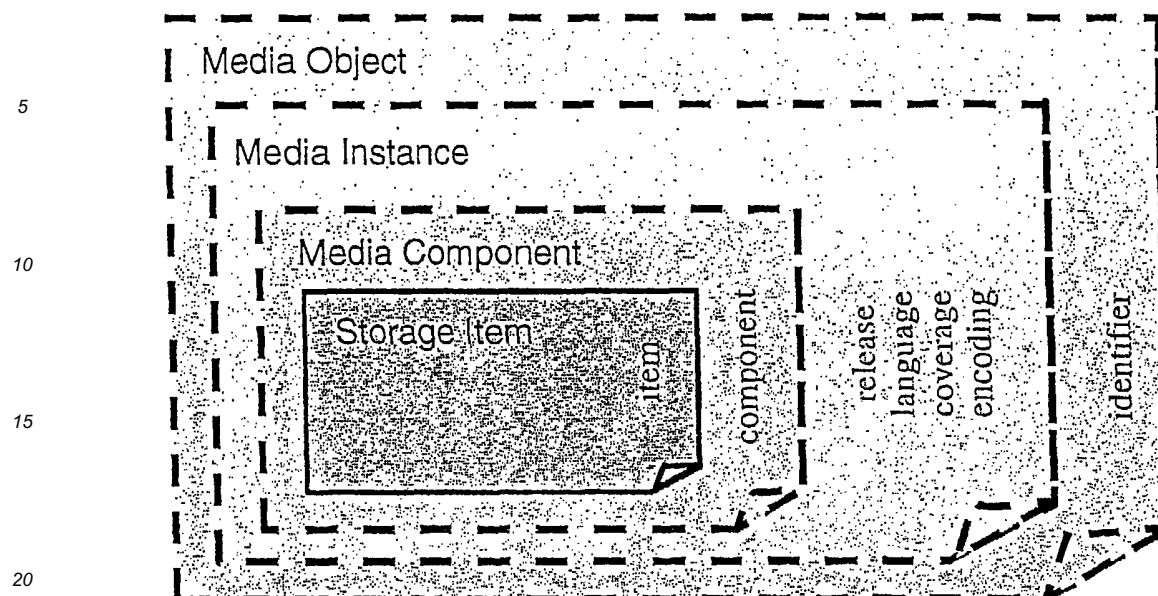 Media Object
5
Media Instance
10
Media Component
Storage Item
item
component
release
language
coverage
encoding
identifier
15
20